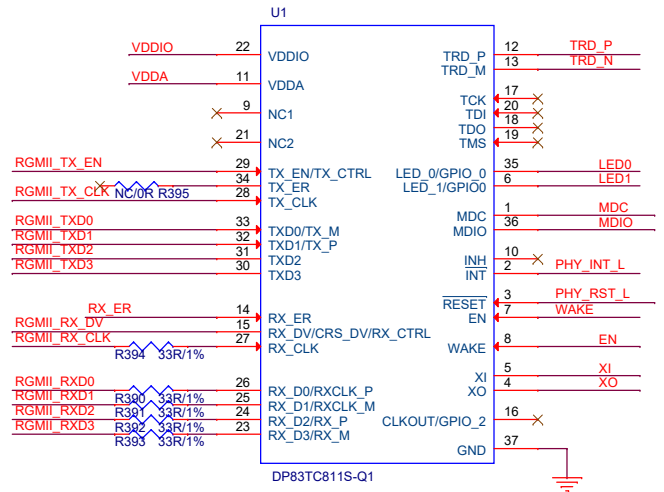 U1
VDDIO 22 VDDIO TRD_P 12 TRD_P
VDDA 11 VDDA TRD_M 13 TRD_N
9 NC1 TCK 17
TDI 20
21 NC2 TDO 18
TMS 19
RGMII_TX_EN 29 TX_EN/TX_CTRL LED_0/GPIO_0 35 LED0
NC/0R R395 34 TX_ER LED_1/GPIO0 6 LED1
RGMII_TX_CLK 28 TX_CLK
MDC 1 MDC
RGMII_TXD0 33 TXD0/TX_M MDIO 36 MDIO
RGMII_TXD1 32 TXD1/TX_P
RGMII_TXD2 31 TXD2 INH 10
RGMII_TXD3 30 TXD3 INT 2 PHY_INT_L
RX_ER 14 RX_ER RESET 3 PHY_RST_L
EN 7 WAKE
RGMII_RX_DV 15 RX_DV/CRS_DV/RX_CTRL
RGMII_RX_CLK 27 RX_CLK WAKE 8 EN
R394 33R/1%
XI 5 XI
RGMII_RXD0 26 RX_D0/RXCLK_P XO 4 XO
R390 33R/1%
RGMII_RXD1 25 RX_D1/RXCLK_M
R391 33R/1%
RGMII_RXD2 24 RX_D2/RX_P CLKOUT/GPIO_2 16
R392 33R/1%
RGMII_RXD3 23 RX_D3/RX_M
R393 33R/1%
GND 37
DP83TC811S-Q1